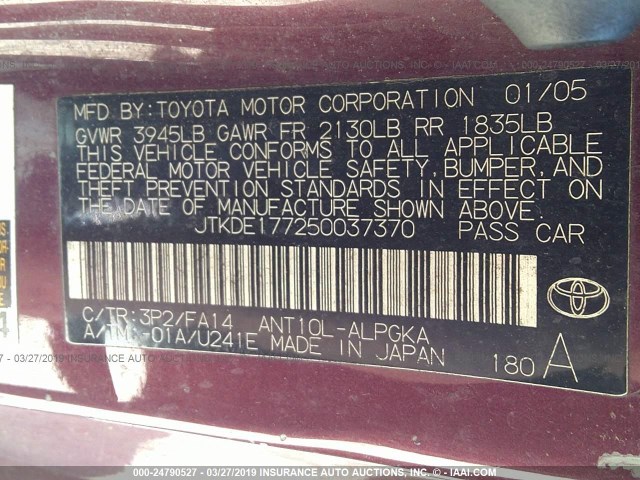 MFD. BY: TOYOTA MOTOR CORPORATION 01/05
GVWR 3945LB GAWR FR 2130LB RR 1835LB
THIS VEHICLE CONFORMS TO ALL APPLICABLE
FEDERAL MOTOR VEHICLE SAFETY, BUMPER, AND
THEFT PREVENTION STANDARDS IN EFFECT ON
THE DATE OF MANUFACTURE SHOWN ABOVE.
JTKDE177250037370 PASS CAR
C/TR: 3P2/FA14 ANT10L-ALPGKA
A/TM: -01A/U241E MADE IN JAPAN
180 A
000-24790527 - 03/27/2019 INSURANCE AUTO AUCTIONS, INC. - © - WWW.IAAI.COM